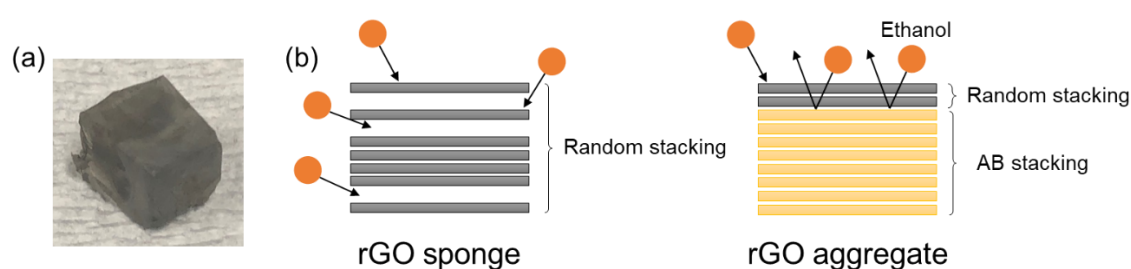 (a)
(b)
Random stacking
rGO sponge
Ethanol
Random stacking
AB stacking
rGO aggregate